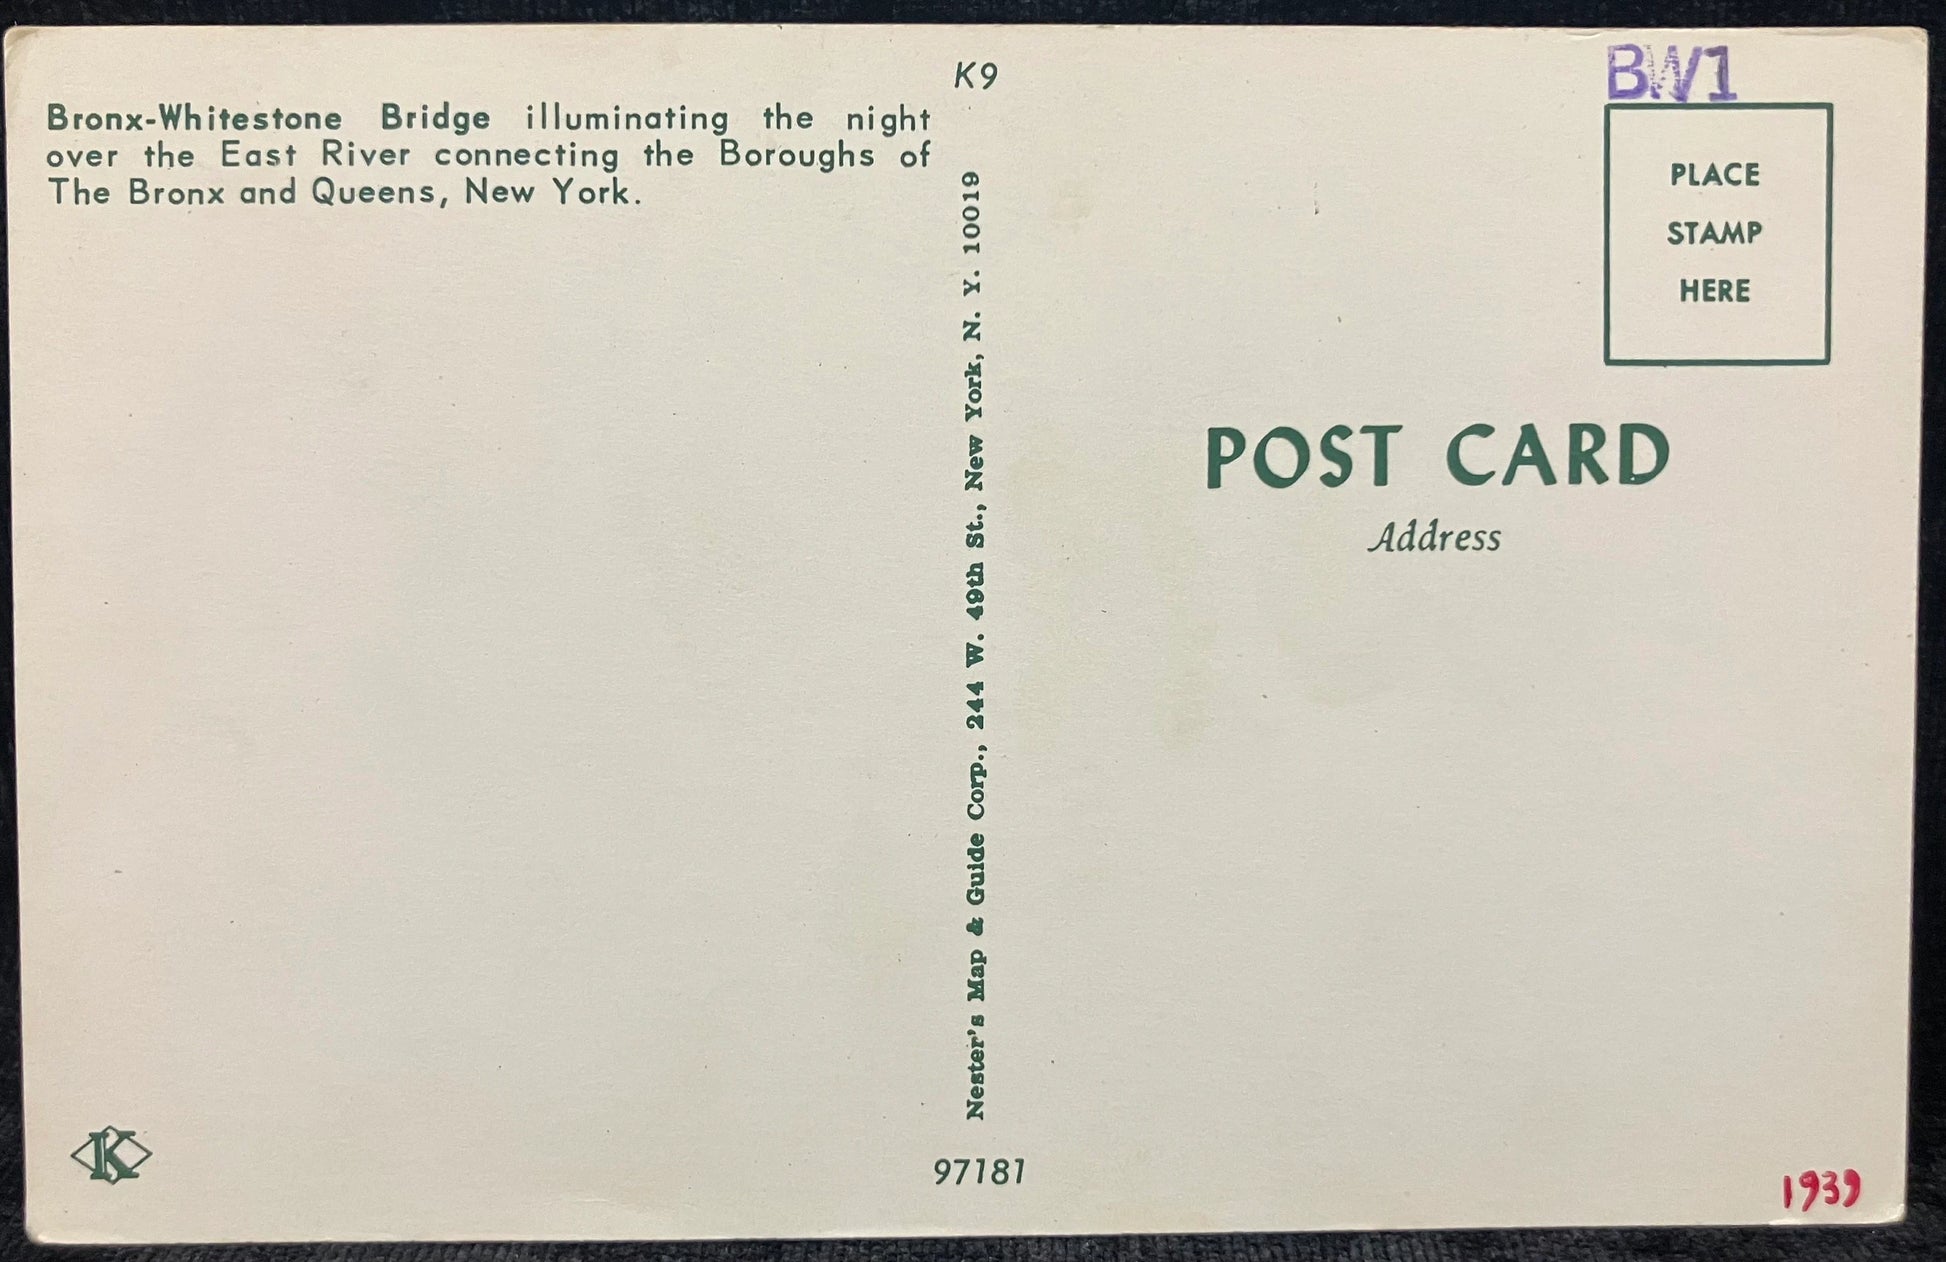 K9
BW1
Bronx-Whitestone Bridge illuminating the night
over the East River connecting the Boroughs of
The Bronx and Queens, New York.
Nester's Map & Guide Corp., 244 W. 49th St., New York, N. Y. 10019
PLACE
STAMP
HERE
POST CARD
Address
K
97181
1939